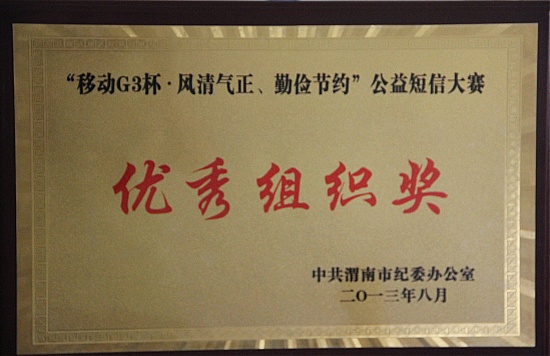 “移动G3杯·风清气正、勤俭节约”公益短信大赛
优秀组织奖
中共渭南市纪委办公室
二〇一三年八月